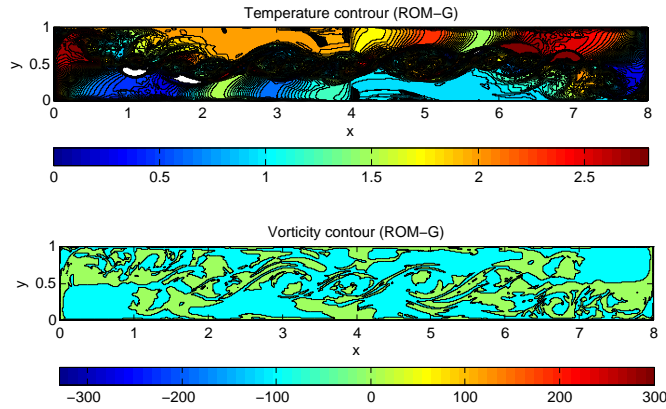 Temperature controur (ROM−G)
1
0.5
0
y
0 1 2 3 4 5 6 7 8
x
0 0.5 1 1.5 2 2.5
Vorticity contour (ROM−G)
1
0.5
0
y
0 1 2 3 4 5 6 7 8
x
−300 −200 −100 0 100 200 300